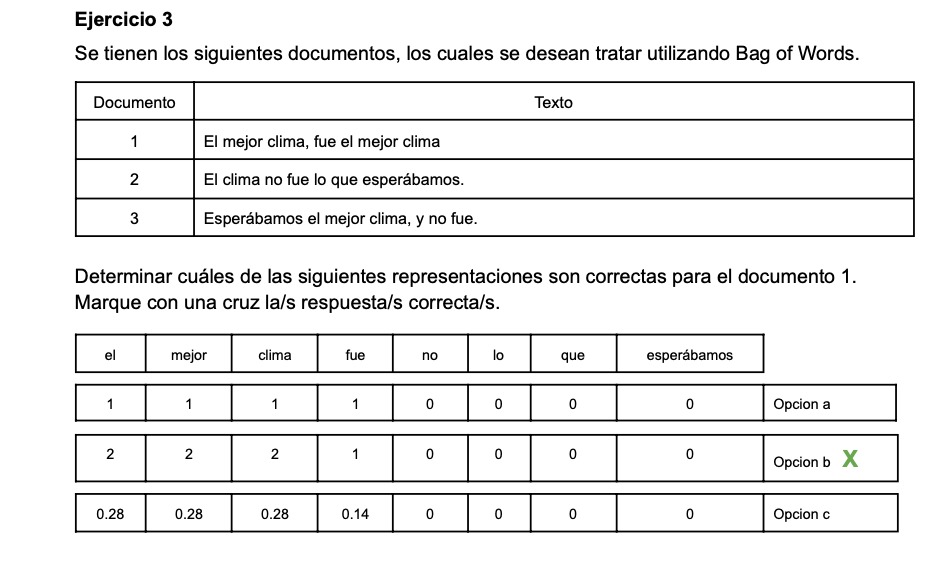 Ejercicio 3
Se tienen los siguientes documentos, los cuales se desean tratar utilizando Bag of Words.
Documento Texto
1 El mejor clima, fue el mejor clima
2 El clima no fue lo que esperábamos.
3 Esperábamos el mejor clima, y no fue.
Determinar cuáles de las siguientes representaciones son correctas para el documento 1.
Marque con una cruz la/s respuesta/s correcta/s.
el mejor clima fue no lo que esperábamos
1 1 1 1 0 0 0 0 Opcion a
2 2 2 1 0 0 0 0 Opcion b X
0.28 0.28 0.28 0.14 0 0 0 0 Opcion c